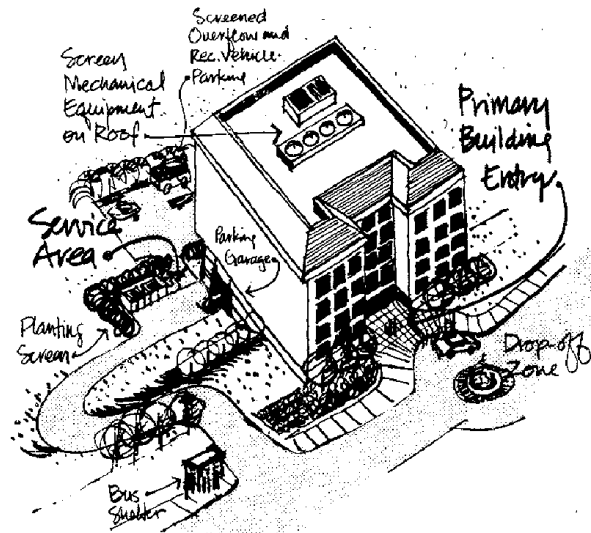 Screened
Overflow and
Rec. Vehicle
Parking
Screen
Mechanical
Equipment
on Roof
Primary
Building
Entry
Service
Area
Parking
Garage
Planting
Screen
Drop-off
Zone
Bus
Shelter